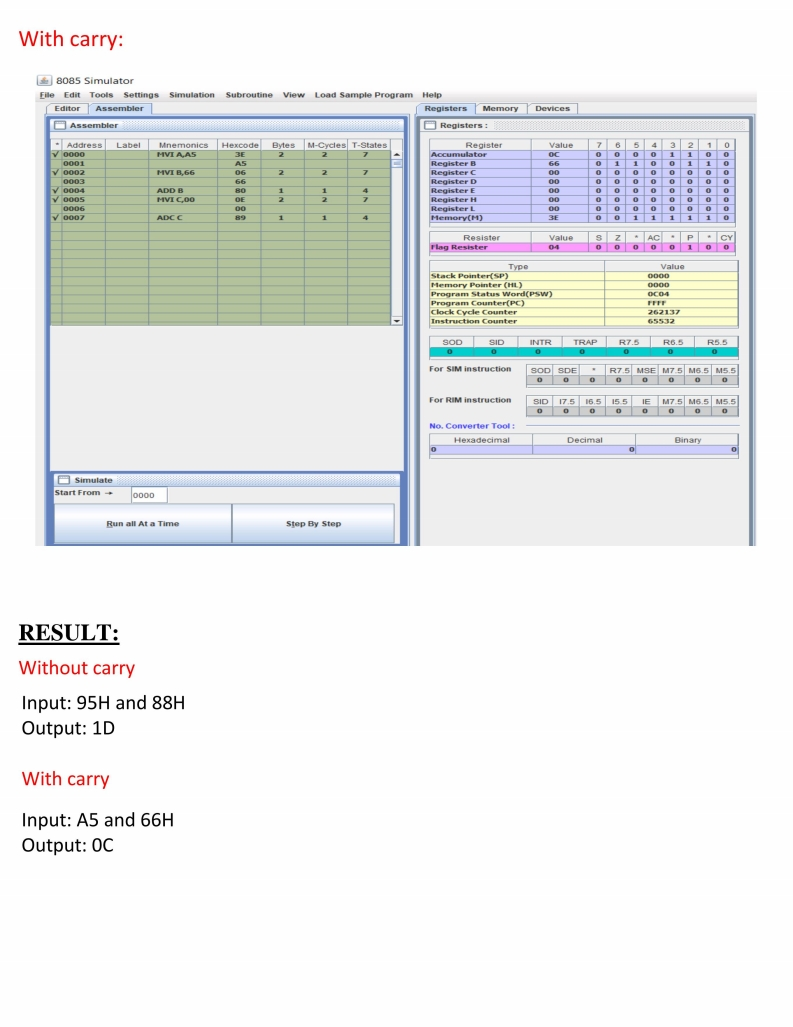 With carry:
8085 Simulator
File Edit Tools Settings Simulation Subroutine View Load Sample Program Help
Editor Assembler
Assembler
* Address Label Mnemonics Hexcode Bytes M-Cycles T-States
√ 0000 MVI A,A5 3E 2 2 7
0001 A5
√ 0002 MVI B,66 06 2 2 7
0003 66
√ 0004 ADD B 80 1 1 4
√ 0005 MVI C,00 0E 2 2 7
0006 00
√ 0007 ADC C 89 1 1 4
Simulate
Start From → 0000
Run all At a Time Step By Step
Registers Memory Devices
Registers :
Register Value 7 6 5 4 3 2 1 0
Accumulator 0C 0 0 0 0 1 1 0 0
Register B 66 0 1 1 0 0 1 1 0
Register C 00 0 0 0 0 0 0 0 0
Register D 00 0 0 0 0 0 0 0 0
Register E 00 0 0 0 0 0 0 0 0
Register H 00 0 0 0 0 0 0 0 0
Register L 00 0 0 0 0 0 0 0 0
Memory(M) 3E 0 0 1 1 1 1 1 0
Resister Value S Z * AC * P * CY
Flag Resister 04 0 0 0 0 0 1 0 0
Type Value
Stack Pointer(SP) 0000
Memory Pointer (HL) 0000
Program Status Word(PSW) 0C04
Program Counter(PC) FFFF
Clock Cycle Counter 262137
Instruction Counter 65532
SOD SID INTR TRAP R7.5 R6.5 R5.5
0 0 0 0 0 0 0
For SIM instruction SOD SDE * R7.5 MSE M7.5 M6.5 M5.5
0 0 0 0 0 0 0 0
For RIM instruction SID I7.5 I6.5 I5.5 IE M7.5 M6.5 M5.5
0 0 0 0 0 0 0 0
No. Converter Tool :
Hexadecimal Decimal Binary
0 0 0
RESULT:
Without carry
Input: 95H and 88H
Output: 1D
With carry
Input: A5 and 66H
Output: 0C